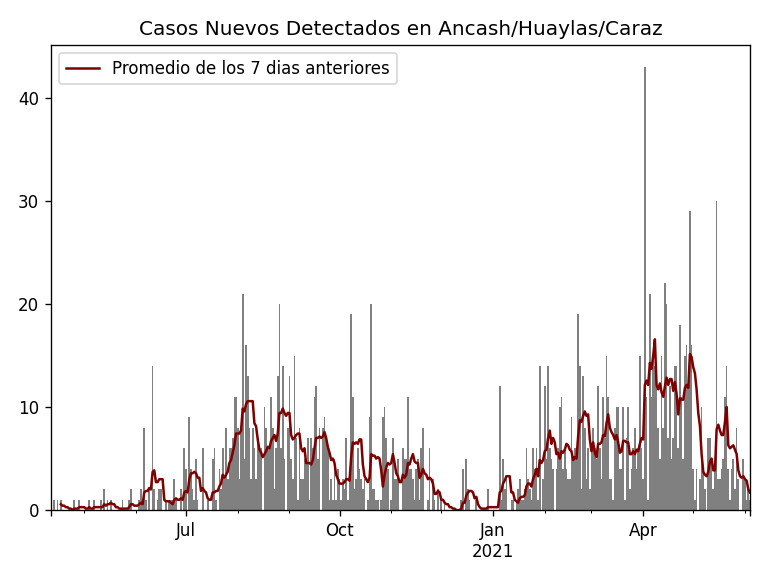 Casos Nuevos Detectados en Ancash/Huaylas/Caraz
Promedio de los 7 dias anteriores
40
30
20
10
0
Jul
Oct
Jan
2021
Apr